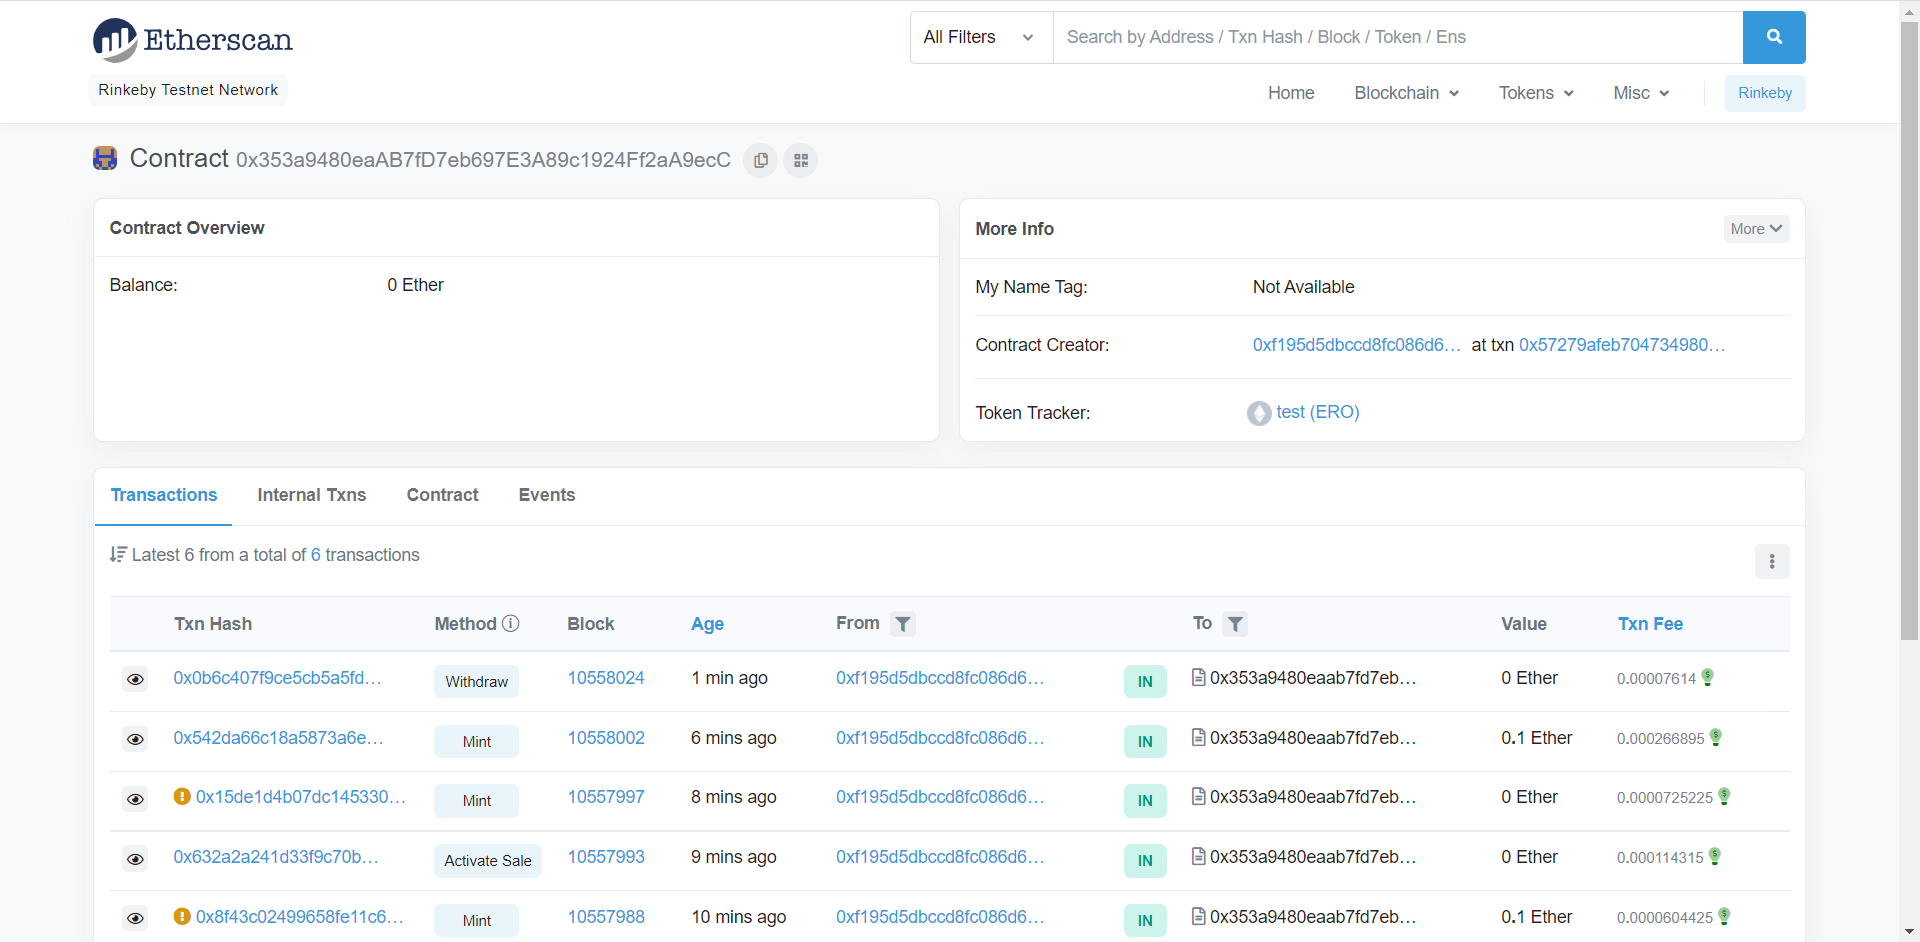 Etherscan
All Filters
Search by Address / Txn Hash / Block / Token / Ens
Rinkeby Testnet Network
Home Blockchain Tokens Misc Rinkeby
Contract 0x353a9480eaAB7fD7eb697E3A89c1924Ff2aA9ecC
Contract Overview
Balance: 0 Ether
More Info More
My Name Tag: Not Available
Contract Creator: 0xf195d5dbccd8fc086d6... at txn 0x57279afeb704734980...
Token Tracker: test (ERO)
Transactions Internal Txns Contract Events
Latest 6 from a total of 6 transactions
Txn Hash Method Block Age From To Value Txn Fee
0x0b6c407f9ce5cb5a5fd... Withdraw 10558024 1 min ago 0xf195d5dbccd8fc086d6... IN 0x353a9480eaab7fd7eb... 0 Ether 0.00007614
0x542da66c18a5873a6e... Mint 10558002 6 mins ago 0xf195d5dbccd8fc086d6... IN 0x353a9480eaab7fd7eb... 0.1 Ether 0.000266895
0x15de1d4b07dc145330... Mint 10557997 8 mins ago 0xf195d5dbccd8fc086d6... IN 0x353a9480eaab7fd7eb... 0 Ether 0.0000725225
0x632a2a241d33f9c70b... Activate Sale 10557993 9 mins ago 0xf195d5dbccd8fc086d6... IN 0x353a9480eaab7fd7eb... 0 Ether 0.000114315
0x8f43c02499658fe11c6... Mint 10557988 10 mins ago 0xf195d5dbccd8fc086d6... IN 0x353a9480eaab7fd7eb... 0.1 Ether 0.0000604425